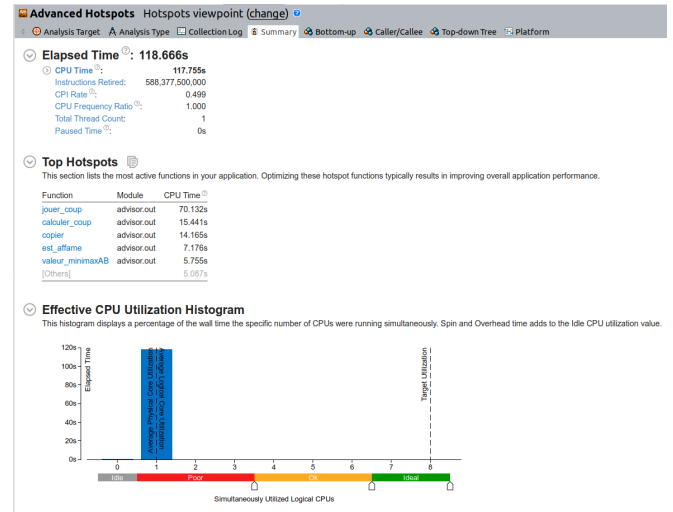 Advanced Hotspots Hotspots viewpoint (change) ?
Analysis Target Analysis Type Collection Log Summary Bottom-up Caller/Callee Top-down Tree Platform
Elapsed Time ?: 118.666s
CPU Time ?: 117.755s
Instructions Retired: 588,377,500,000
CPI Rate ?: 0.499
CPU Frequency Ratio ?: 1.000
Total Thread Count: 1
Paused Time ?: 0s
Top Hotspots
This section lists the most active functions in your application. Optimizing these hotspot functions typically results in improving overall application performance.
Function Module CPU Time ?
jouer_coup advisor.out 70.132s
calculer_coup advisor.out 15.441s
copier advisor.out 14.165s
est_affame advisor.out 7.176s
valeur_minimaxAB advisor.out 5.755s
[Others] 5.087s
Effective CPU Utilization Histogram
This histogram displays a percentage of the wall time the specific number of CPUs were running simultaneously. Spin and Overhead time adds to the Idle CPU utilization value.
120s
100s
80s
60s
40s
20s
0s
Elapsed Time
Average Physical Core Utilization
Average Logical Core Utilization
Target Utilization
0 1 2 3 4 5 6 7 8
Idle Poor Ok Ideal
Simultaneously Utilized Logical CPUs